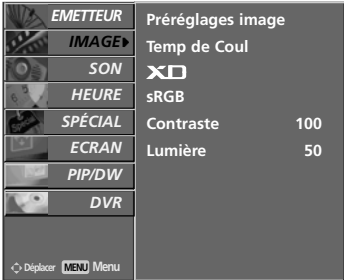 EMETTEUR
IMAGE
SON
HEURE
SPÉCIAL
ECRAN
PIP/DW
DVR
Déplacer MENU Menu
Préréglages image
Temp de Coul
XD
sRGB
Contraste 100
Lumière 50